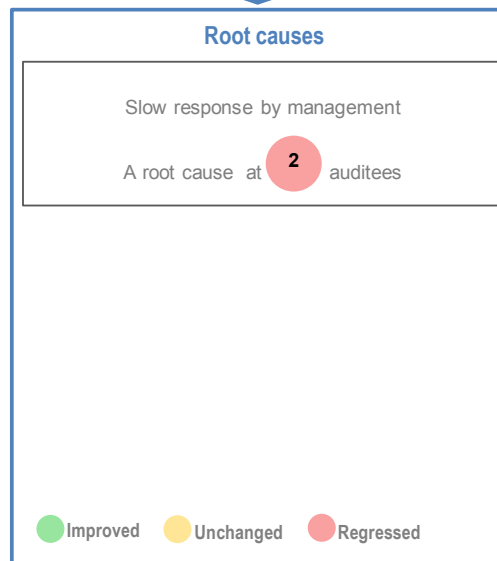 Root causes
Slow response by management
A root cause at 2 auditees
Improved Unchanged Regressed